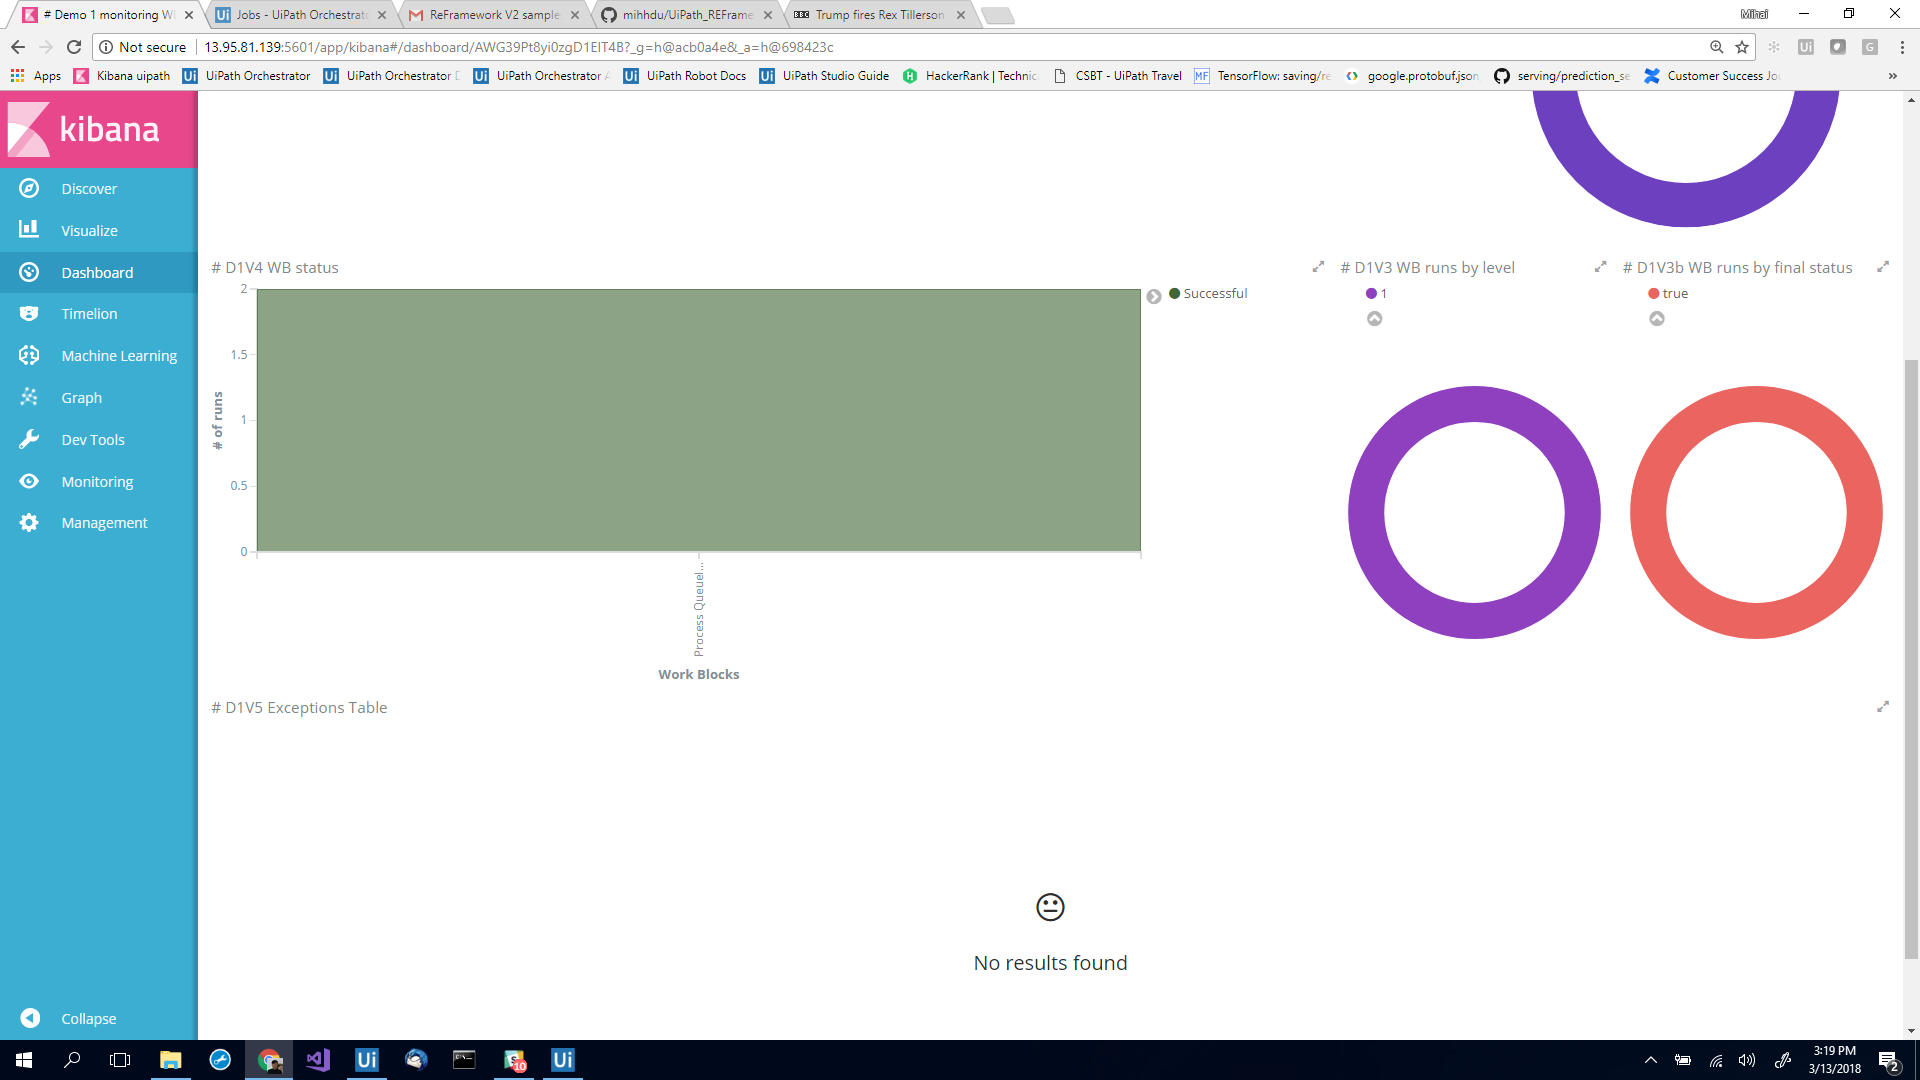 # Demo 1 monitoring W
Jobs - UiPath Orchestrato
ReFramework V2 sample
mihhdu/UiPath_REFrame
BBC Trump fires Rex Tillerson
Mihai
Not secure 13.95.81.139:5601/app/kibana#/dashboard/AWG39Pt8yi0zgD1EIT4B?_g=h@acb0a4e&_a=h@698423c
Apps
Kibana uipath
UiPath Orchestrator
UiPath Orchestrator D
UiPath Orchestrator A
UiPath Robot Docs
UiPath Studio Guide
HackerRank | Technic
CSBT - UiPath Travel
TensorFlow: saving/re
google.protobuf.json
serving/prediction_se
Customer Success Jou
kibana
Discover
Visualize
Dashboard
Timelion
Machine Learning
Graph
Dev Tools
Monitoring
Management
Collapse
# D1V4 WB status
2
1.5
1
0.5
0
# of runs
Process Queuel...
Work Blocks
Successful
# D1V3 WB runs by level
1
# D1V3b WB runs by final status
true
# D1V5 Exceptions Table
No results found
3:19 PM
3/13/2018
10
2